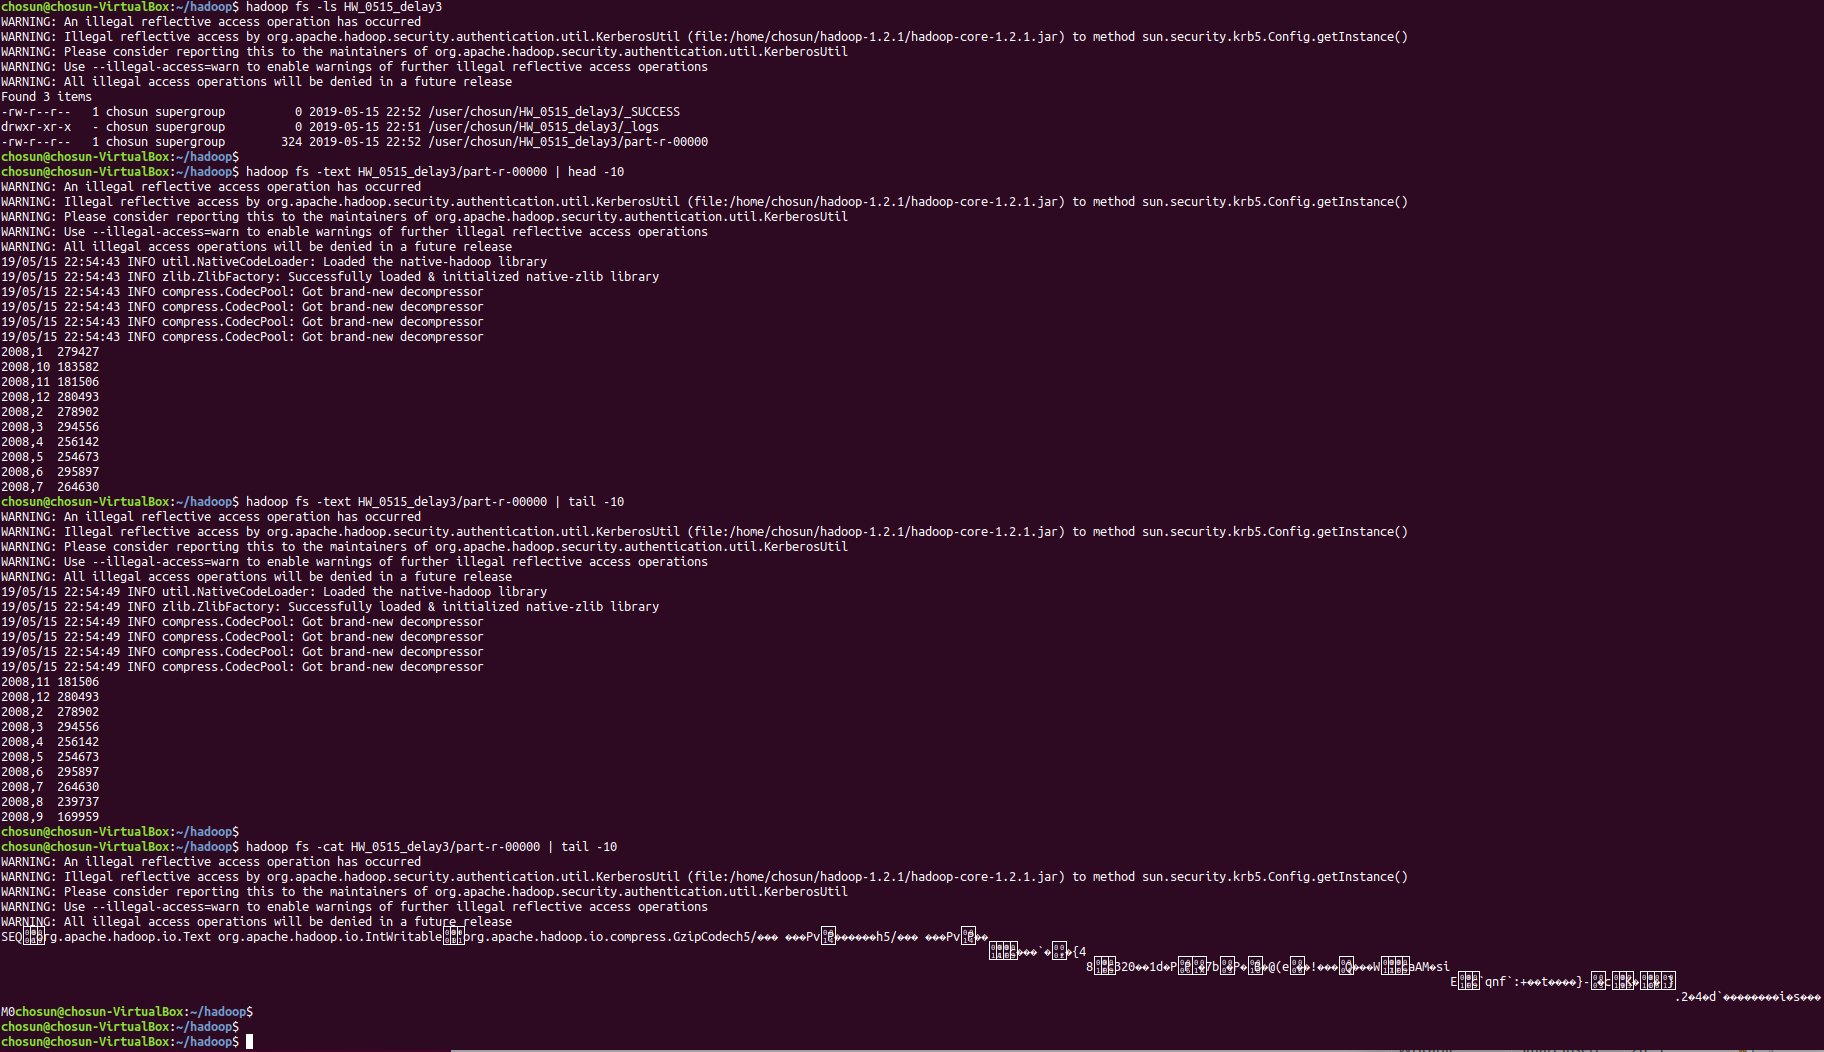 chosun@chosun-VirtualBox:~/hadoop$ hadoop fs -ls HW_0515_delay3
WARNING: An illegal reflective access operation has occurred
WARNING: Illegal reflective access by org.apache.hadoop.security.authentication.util.KerberosUtil (file:/home/chosun/hadoop-1.2.1/hadoop-core-1.2.1.jar) to method sun.security.krb5.Config.getInstance()
WARNING: Please consider reporting this to the maintainers of org.apache.hadoop.security.authentication.util.KerberosUtil
WARNING: Use --illegal-access=warn to enable warnings of further illegal reflective access operations
WARNING: All illegal access operations will be denied in a future release
Found 3 items
-rw-r--r--   1 chosun supergroup          0 2019-05-15 22:52 /user/chosun/HW_0515_delay3/_SUCCESS
drwxr-xr-x   - chosun supergroup          0 2019-05-15 22:51 /user/chosun/HW_0515_delay3/_logs
-rw-r--r--   1 chosun supergroup        324 2019-05-15 22:52 /user/chosun/HW_0515_delay3/part-r-00000
chosun@chosun-VirtualBox:~/hadoop$
chosun@chosun-VirtualBox:~/hadoop$ hadoop fs -text HW_0515_delay3/part-r-00000 | head -10
WARNING: An illegal reflective access operation has occurred
WARNING: Illegal reflective access by org.apache.hadoop.security.authentication.util.KerberosUtil (file:/home/chosun/hadoop-1.2.1/hadoop-core-1.2.1.jar) to method sun.security.krb5.Config.getInstance()
WARNING: Please consider reporting this to the maintainers of org.apache.hadoop.security.authentication.util.KerberosUtil
WARNING: Use --illegal-access=warn to enable warnings of further illegal reflective access operations
WARNING: All illegal access operations will be denied in a future release
19/05/15 22:54:43 INFO util.NativeCodeLoader: Loaded the native-hadoop library
19/05/15 22:54:43 INFO zlib.ZlibFactory: Successfully loaded & initialized native-zlib library
19/05/15 22:54:43 INFO compress.CodecPool: Got brand-new decompressor
19/05/15 22:54:43 INFO compress.CodecPool: Got brand-new decompressor
19/05/15 22:54:43 INFO compress.CodecPool: Got brand-new decompressor
19/05/15 22:54:43 INFO compress.CodecPool: Got brand-new decompressor
2008,1  279427
2008,10 183582
2008,11 181506
2008,12 280493
2008,2  278902
2008,3  294556
2008,4  256142
2008,5  254673
2008,6  295897
2008,7  264630
chosun@chosun-VirtualBox:~/hadoop$ hadoop fs -text HW_0515_delay3/part-r-00000 | tail -10
WARNING: An illegal reflective access operation has occurred
WARNING: Illegal reflective access by org.apache.hadoop.security.authentication.util.KerberosUtil (file:/home/chosun/hadoop-1.2.1/hadoop-core-1.2.1.jar) to method sun.security.krb5.Config.getInstance()
WARNING: Please consider reporting this to the maintainers of org.apache.hadoop.security.authentication.util.KerberosUtil
WARNING: Use --illegal-access=warn to enable warnings of further illegal reflective access operations
WARNING: All illegal access operations will be denied in a future release
19/05/15 22:54:49 INFO util.NativeCodeLoader: Loaded the native-hadoop library
19/05/15 22:54:49 INFO zlib.ZlibFactory: Successfully loaded & initialized native-zlib library
19/05/15 22:54:49 INFO compress.CodecPool: Got brand-new decompressor
19/05/15 22:54:49 INFO compress.CodecPool: Got brand-new decompressor
19/05/15 22:54:49 INFO compress.CodecPool: Got brand-new decompressor
19/05/15 22:54:49 INFO compress.CodecPool: Got brand-new decompressor
2008,11 181506
2008,12 280493
2008,2  278902
2008,3  294556
2008,4  256142
2008,5  254673
2008,6  295897
2008,7  264630
2008,8  239737
2008,9  169959
chosun@chosun-VirtualBox:~/hadoop$
chosun@chosun-VirtualBox:~/hadoop$ hadoop fs -cat HW_0515_delay3/part-r-00000 | tail -10
WARNING: An illegal reflective access operation has occurred
WARNING: Illegal reflective access by org.apache.hadoop.security.authentication.util.KerberosUtil (file:/home/chosun/hadoop-1.2.1/hadoop-core-1.2.1.jar) to method sun.security.krb5.Config.getInstance()
WARNING: Please consider reporting this to the maintainers of org.apache.hadoop.security.authentication.util.KerberosUtil
WARNING: Use --illegal-access=warn to enable warnings of further illegal reflective access operations
WARNING: All illegal access operations will be denied in a future release
SEQ rg.apache.hadoop.io.Text org.apache.hadoop.io.IntWritable org.apache.hadoop.io.compress.GzipCodech5/��� ���Pv ������h5/��� ���Pv ��
���`� �{4
8 320��1d�P �7b �P� �@(e ��!���� ���W aAM�si
E `qnf`:+��t����}-
.2�4�d`��������i�s���
M0chosun@chosun-VirtualBox:~/hadoop$
chosun@chosun-VirtualBox:~/hadoop$
chosun@chosun-VirtualBox:~/hadoop$